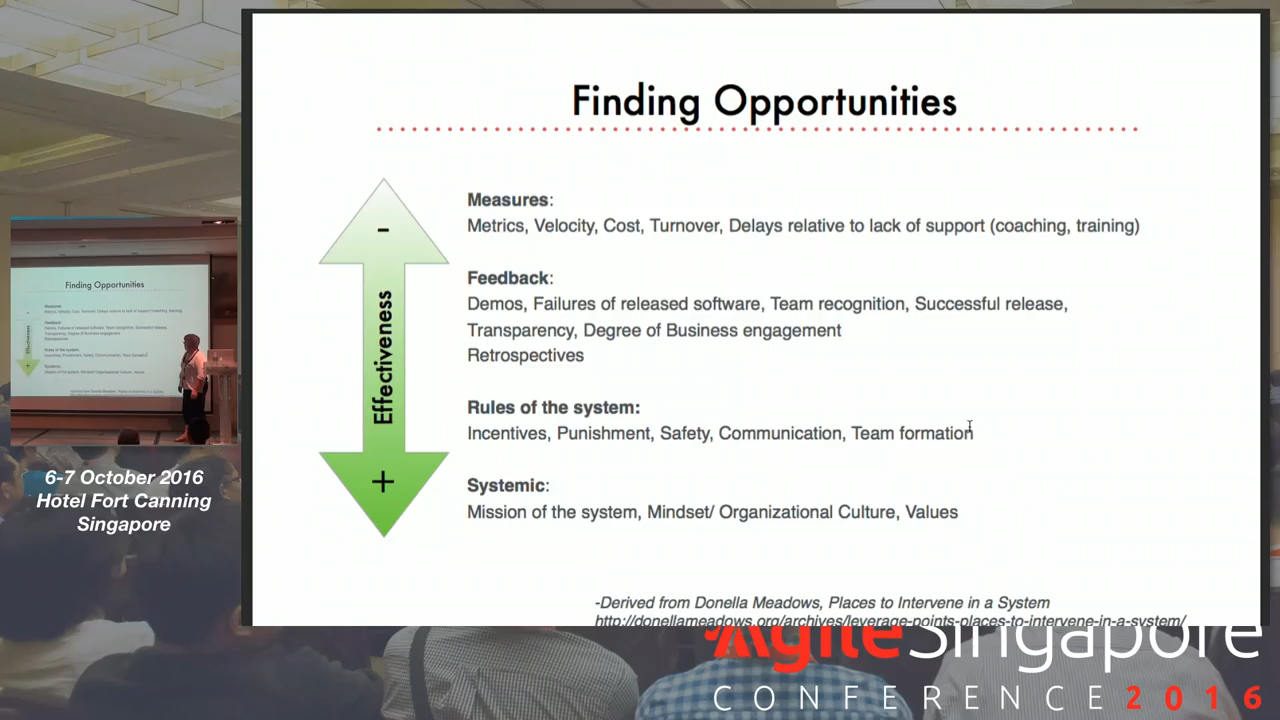 Finding Opportunities
Measures:
Metrics, Velocity, Cost, Turnover, Delays relative to lack of support (coaching, training)
Feedback:
Demos, Failures of released software, Team recognition, Successful release,
Transparency, Degree of Business engagement
Retrospectives
Rules of the system:
Incentives, Punishment, Safety, Communication, Team formation
Systemic:
Mission of the system, Mindset/ Organizational Culture, Values
-
Effectiveness
+
-Derived from Donella Meadows, Places to Intervene in a System
http://donellameadows.org/archives/leverage-points-places-to-intervene-in-a-system/
Finding Opportunities
6-7 October 2016
Hotel Fort Canning
Singapore
AgileSingapore
CONFERENCE 2016